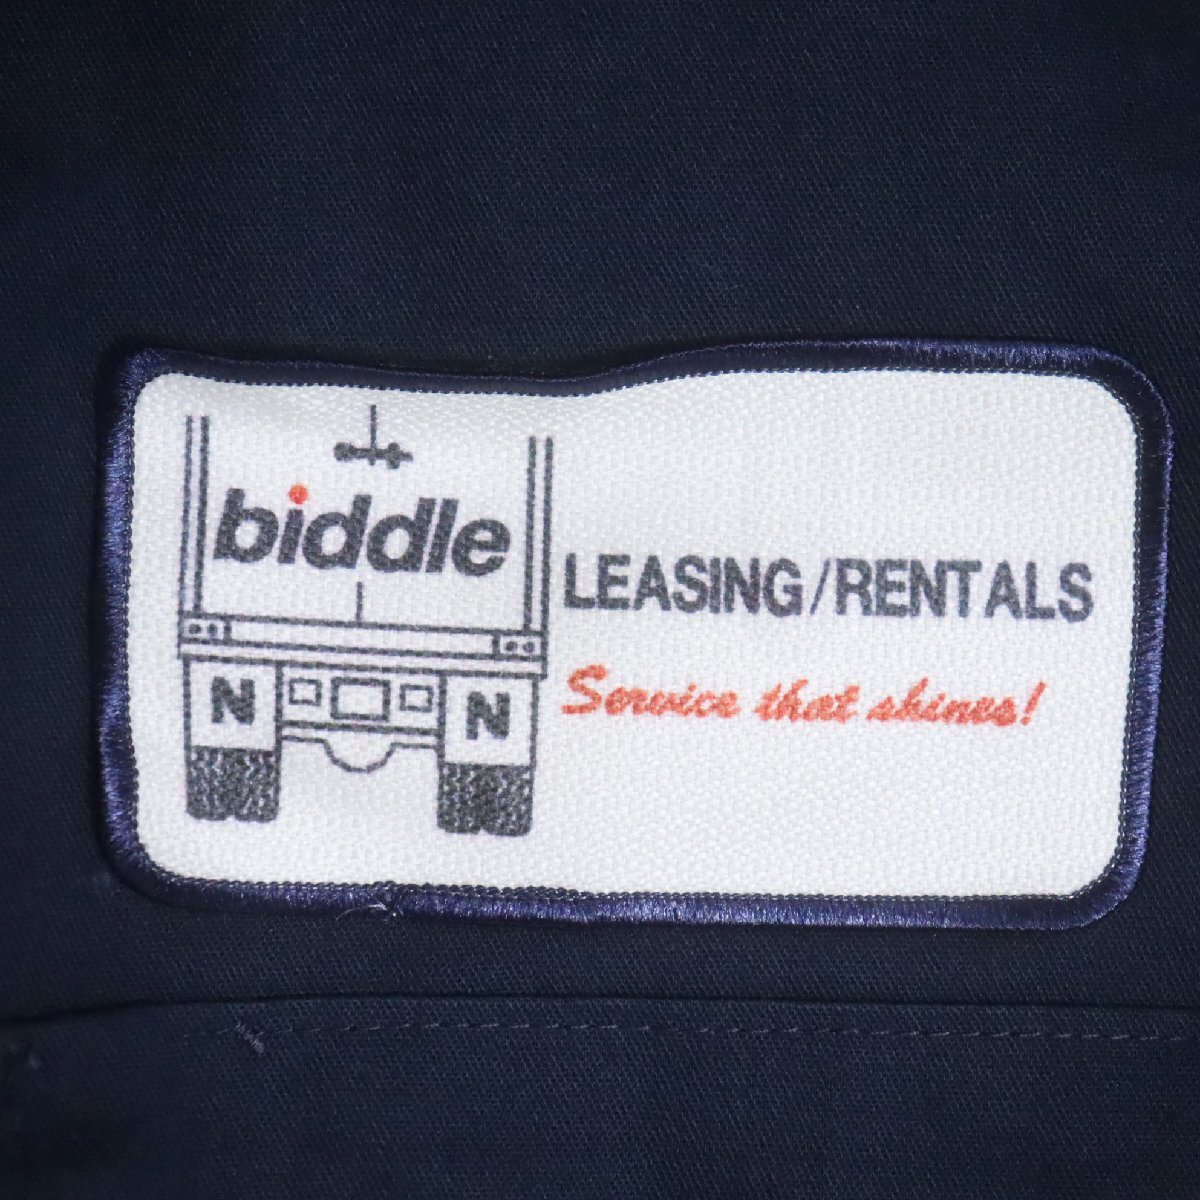 biddle
LEASING/RENTALS
Service that shines!
N N